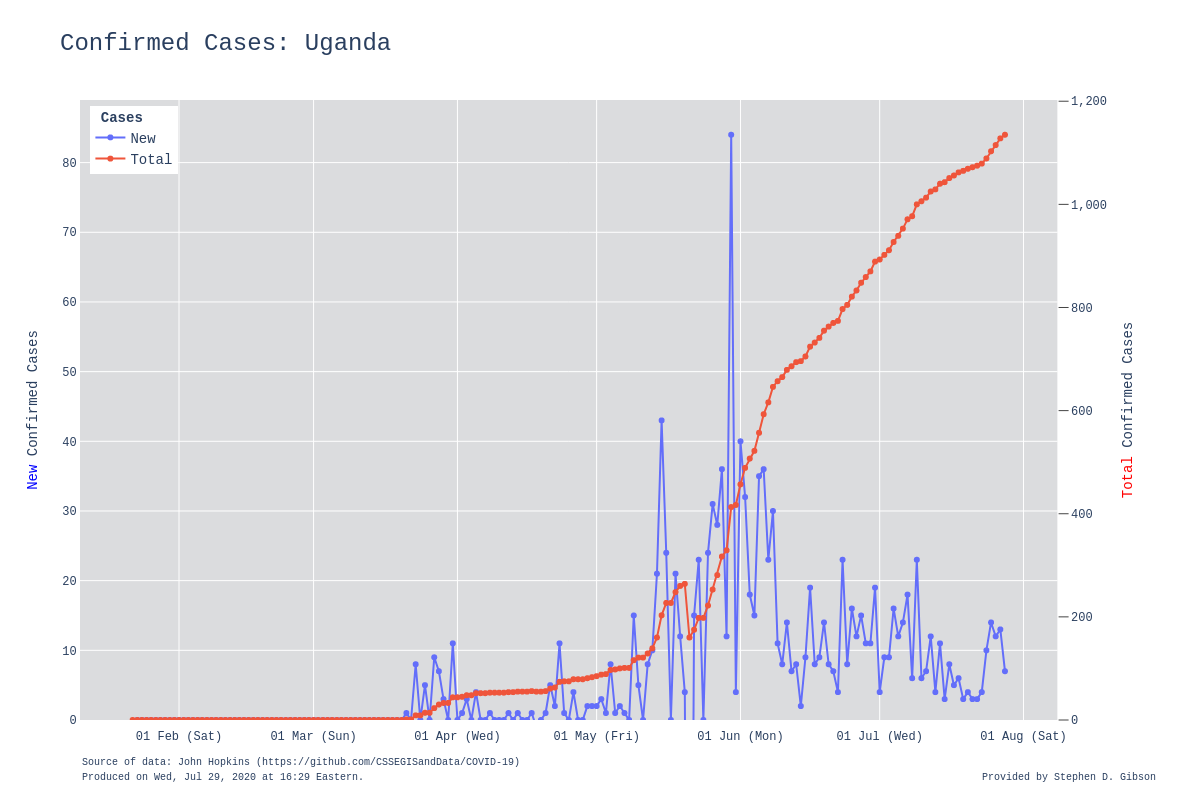 Confirmed Cases: Uganda
Cases
New
Total
1,200
1,000
800
600
400
200
0
80
70
60
50
40
30
20
10
0
New Confirmed Cases
Total Confirmed Cases
01 Feb (Sat)
01 Mar (Sun)
01 Apr (Wed)
01 May (Fri)
01 Jun (Mon)
01 Jul (Wed)
01 Aug (Sat)
Source of data: John Hopkins (https://github.com/CSSEGISandData/COVID-19)
Produced on Wed, Jul 29, 2020 at 16:29 Eastern.
Provided by Stephen D. Gibson